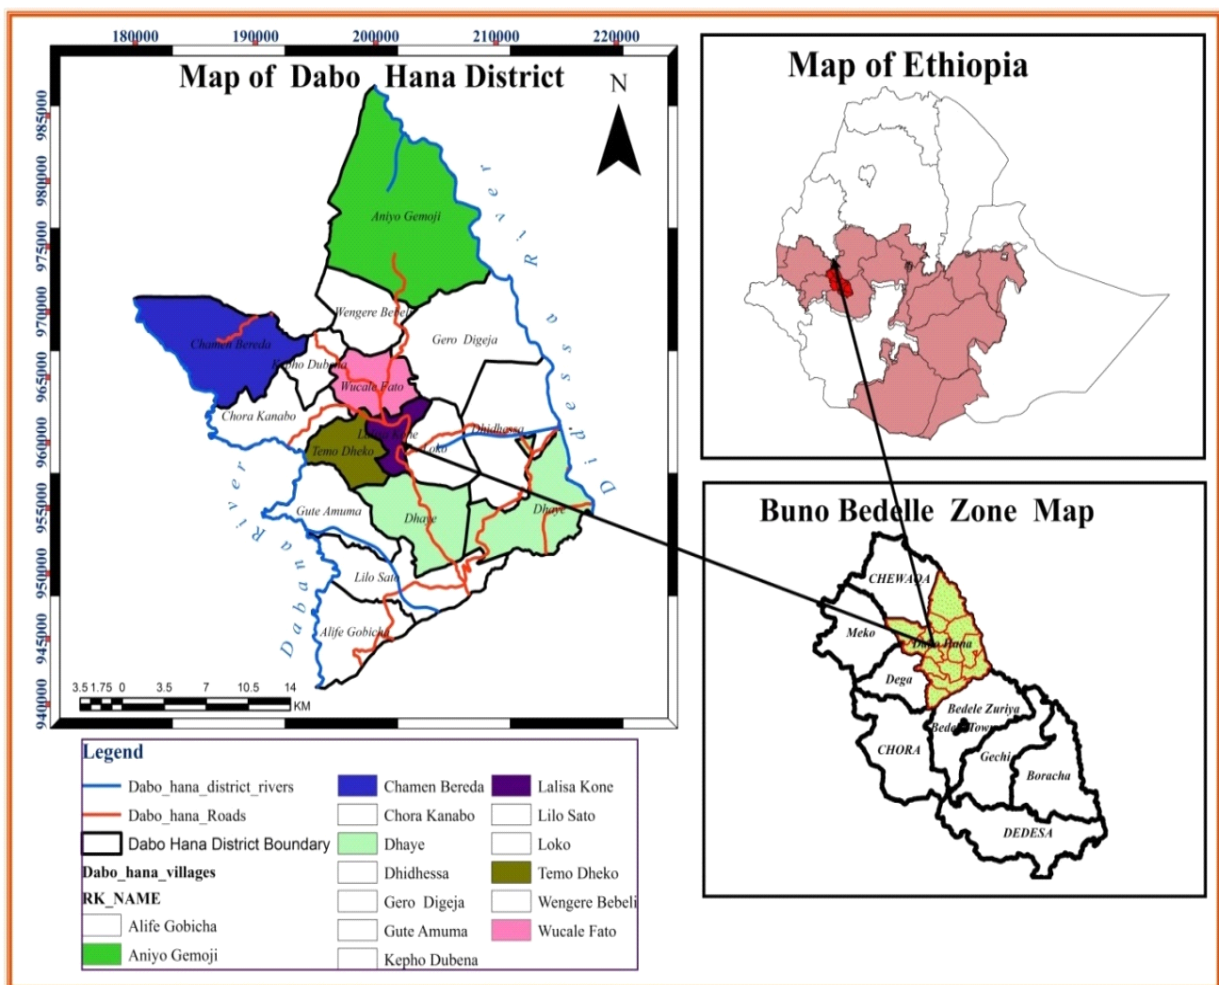 180000 190000 200000 210000 220000
Map of Dabo Hana District
N
985000
980000
975000
970000
965000
960000
955000
950000
945000
940000
Aniyo Gemoji
Wengere Bebeli
Gero Digeja
Chamen Bereda
Kepho Dubena
Wucale Fato
Chora Kanabo
Lalisa Kone
Dhidhessa
Temo Dheko
Loko
Gute Amuma
Dhaye
Dhaye
Lilo Sato
Alife Gobicha
Didessa River
Dabana River
3.5 1.75 0 3.5 7 10.5 14
KM
Legend
Dabo_hana_district_rivers
Dabo_hana_Roads
Dabo Hana District Boundary
Dabo_hana_villages
RK_NAME
Alife Gobicha
Aniyo Gemoji
Chamen Bereda
Chora Kanabo
Dhaye
Dhidhessa
Gero Digeja
Gute Amuma
Kepho Dubena
Lalisa Kone
Lilo Sato
Loko
Temo Dheko
Wengere Bebeli
Wucale Fato
Map of Ethiopia
Buno Bedelle Zone Map
CHEWAQA
Meko
Dabo Hana
Dega
Bedele Zuriya
Bedele Town
CHORA
Gechi
Boracha
DEDESA